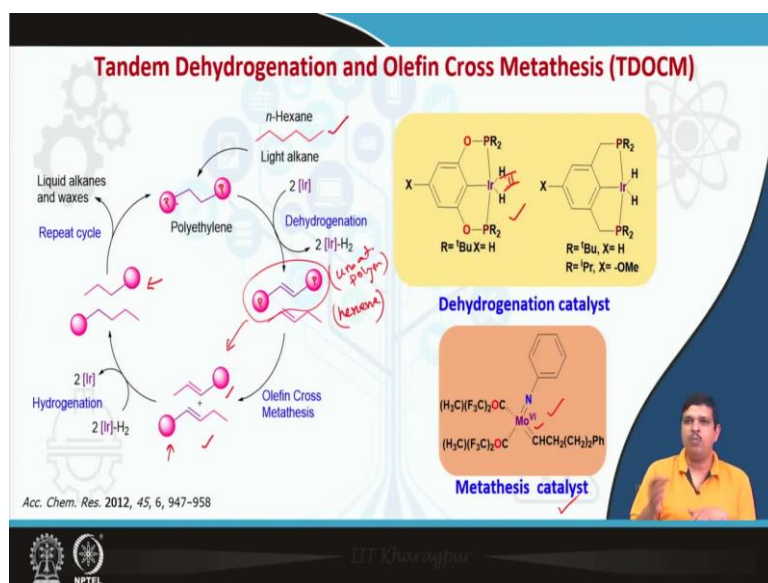 Tandem Dehydrogenation and Olefin Cross Metathesis (TDOCM)
n-Hexane
Light alkane
Liquid alkanes
and waxes
Repeat cycle
P
P
Polyethylene
2 [Ir]
Dehydrogenation
2 [Ir]-H2
(unsat.
polym)
P
P
(hexene)
Olefin Cross
Metathesis
+
Hydrogenation
2 [Ir]
2 [Ir]-H2
Acc. Chem. Res. 2012, 45, 6, 947–958
O PR2
X Ir H
H
II
O PR2
R= tBu X= H
PR2
X Ir H
H
PR2
R= tBu, X= H
R= iPr, X= -OMe
Dehydrogenation catalyst
N
(H3C)(F3C)2OC
MoVI
(H3C)(F3C)2OC
CHCH2(CH2)2Ph
Metathesis catalyst
IIT Kharagpur
NPTEL